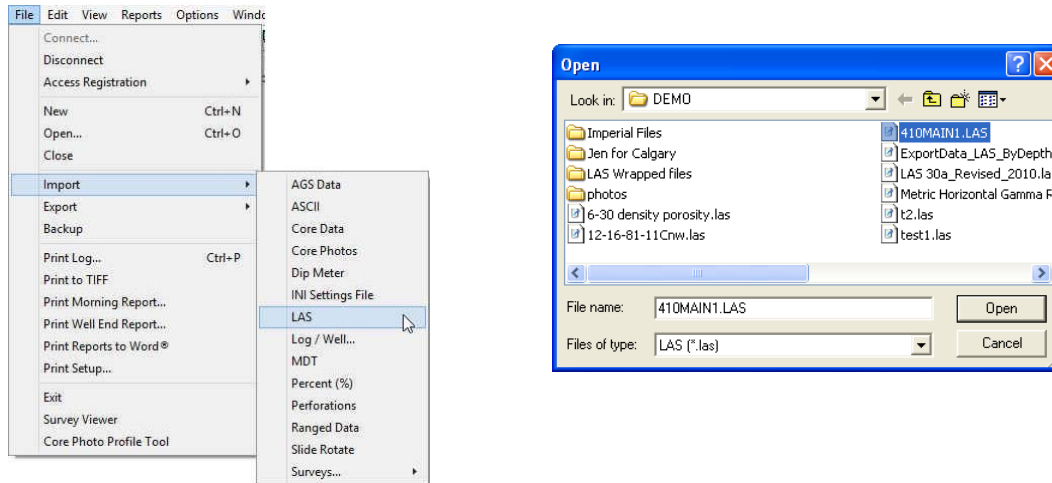 File Edit View Reports Options Windo
Connect...
Disconnect
Access Registration
New Ctrl+N
Open... Ctrl+O
Close
Import
Export
Backup
Print Log... Ctrl+P
Print to TIFF
Print Morning Report...
Print Well End Report...
Print Reports to Word®
Print Setup...
Exit
Survey Viewer
Core Photo Profile Tool
AGS Data
ASCII
Core Data
Core Photos
Dip Meter
INI Settings File
LAS
Log / Well...
MDT
Percent (%)
Perforations
Ranged Data
Slide Rotate
Surveys...
Open
Look in: DEMO
Imperial Files
Jen for Calgary
LAS Wrapped files
photos
6-30 density porosity.las
12-16-81-11Cnw.las
410MAIN1.LAS
ExportData_LAS_ByDepth
LAS 30a_Revised_2010.la
Metric Horizontal Gamma R
t2.las
test1.las
File name: 410MAIN1.LAS Open
Files of type: LAS (*.las) Cancel